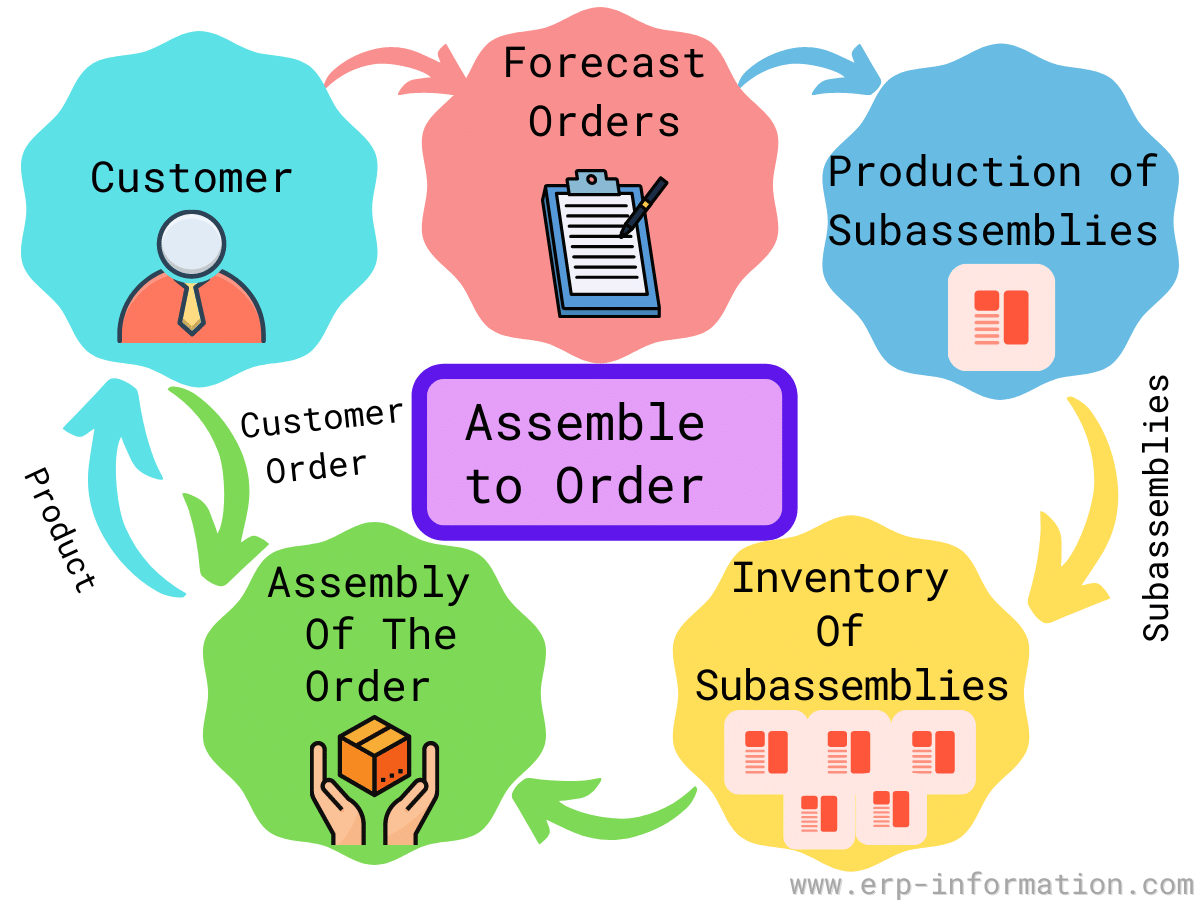 Forecast
Orders
Customer
Production of
Subassemblies
Customer
Order
Assemble
to Order
Subassemblies
Product
Assembly
Of The
Order
Inventory
Of
Subassemblies
www.erp-information.com